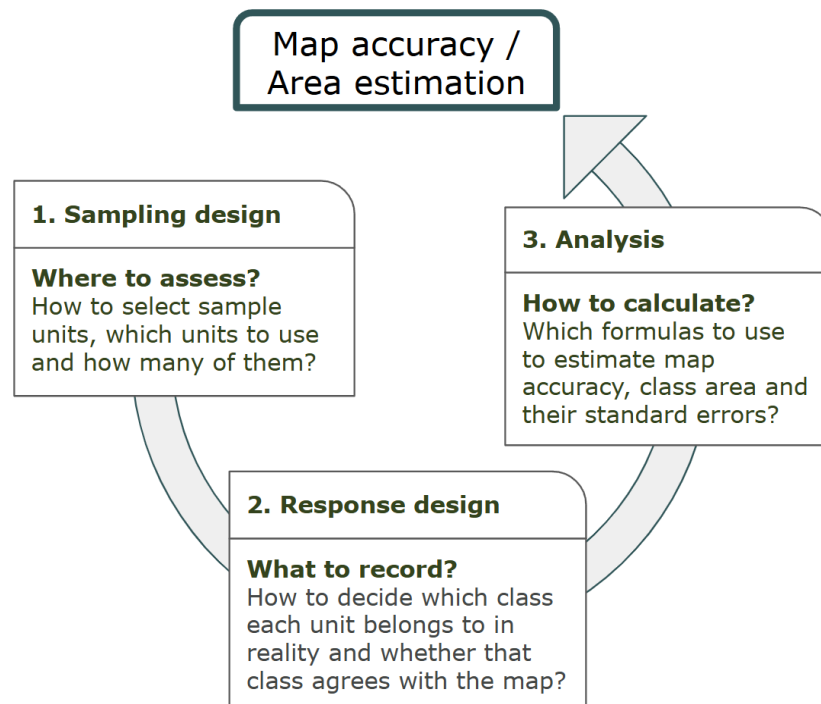 Map accuracy /
Area estimation
1. Sampling design
Where to assess?
How to select sample
units, which units to use
and how many of them?
2. Response design
What to record?
How to decide which class
each unit belongs to in
reality and whether that
class agrees with the map?
3. Analysis
How to calculate?
Which formulas to use
to estimate map
accuracy, class area and
their standard errors?